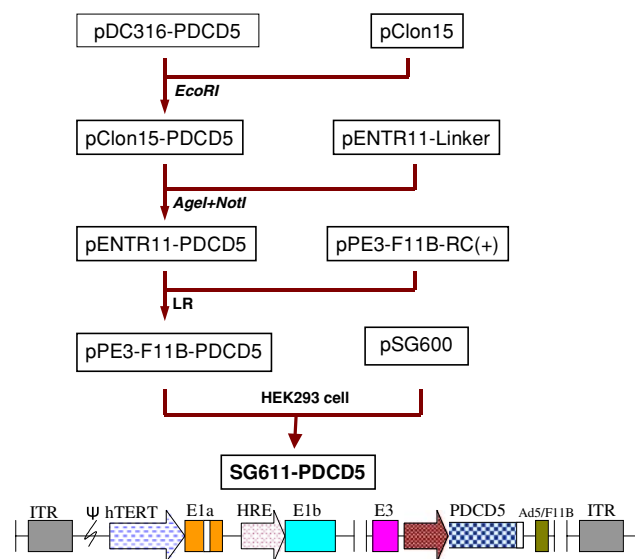 pDC316-PDCD5 pClon15
EcoRI
pClon15-PDCD5 pENTR11-Linker
AgeI+NotI
pENTR11-PDCD5 pPE3-F11B-RC(+)
LR
pPE3-F11B-PDCD5 pSG600
HEK293 cell
SG611-PDCD5
ITR Ψ hTERT E1a HRE E1b E3 PDCD5 Ad5/F11B ITR